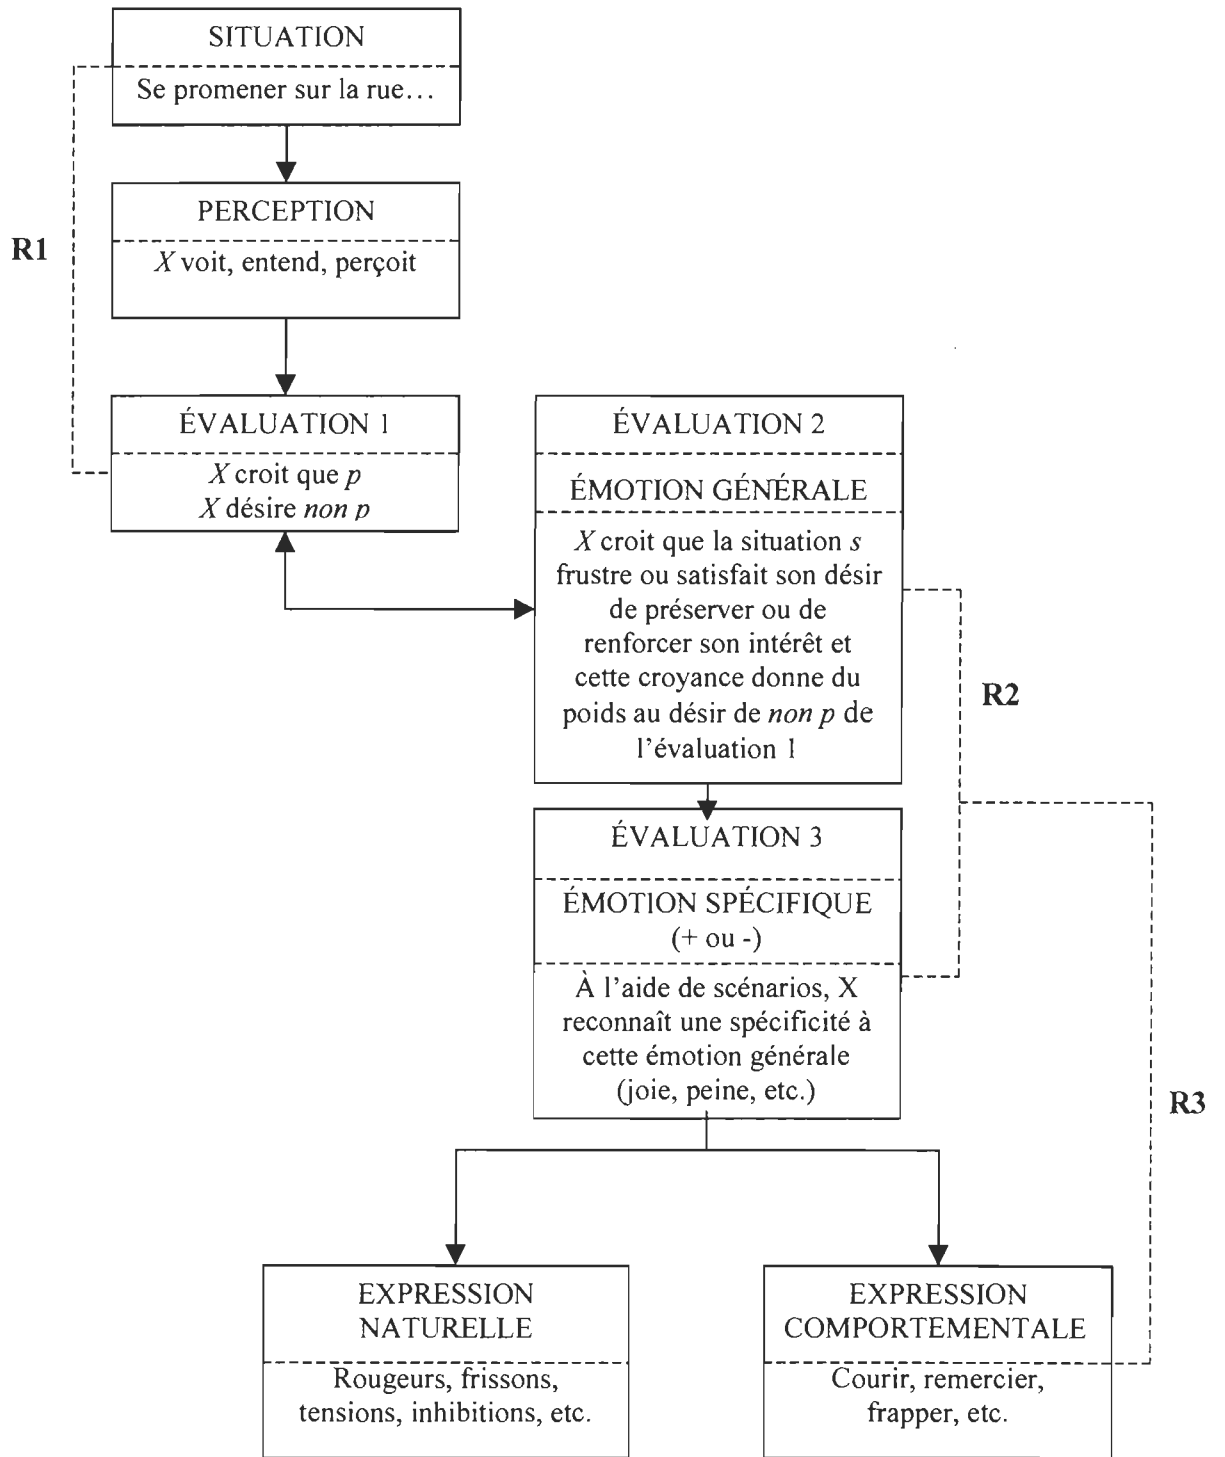 SITUATION
Se promener sur la rue…
PERCEPTION
X voit, entend, perçoit
R1
ÉVALUATION 1
X croit que p
X désire non p
ÉVALUATION 2
ÉMOTION GÉNÉRALE
X croit que la situation s
frustre ou satisfait son désir
de préserver ou de
renforcer son intérêt et
cette croyance donne du
poids au désir de non p de
l'évaluation 1
R2
ÉVALUATION 3
ÉMOTION SPÉCIFIQUE
(+ ou -)
À l'aide de scénarios, X
reconnaît une spécificité à
cette émotion générale
(joie, peine, etc.)
R3
EXPRESSION
NATURELLE
Rougeurs, frissons,
tensions, inhibitions, etc.
EXPRESSION
COMPORTEMENTALE
Courir, remercier,
frapper, etc.